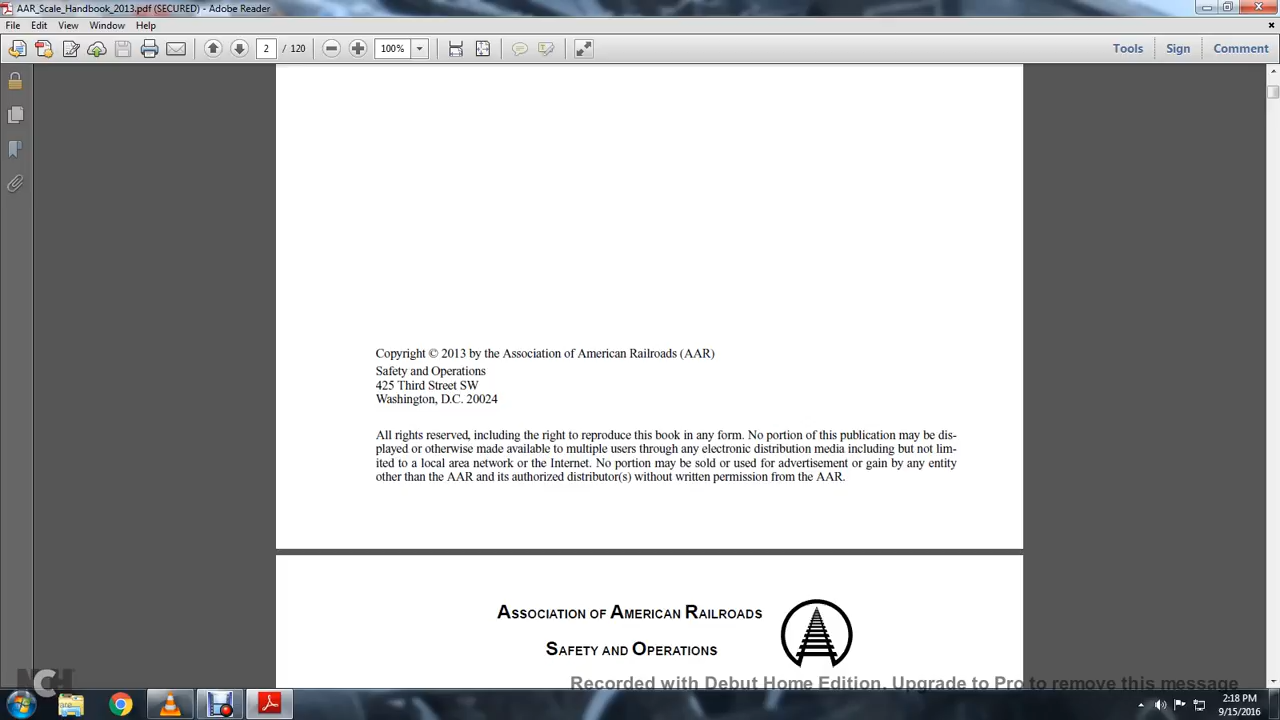 AAR_Scale_Handbook_2013.pdf (SECURED) - Adobe Reader
File Edit View Window Help
2 / 120 100% Tools Sign Comment
Copyright © 2013 by the Association of American Railroads (AAR)
Safety and Operations
425 Third Street SW
Washington, D.C. 20024
All rights reserved, including the right to reproduce this book in any form. No portion of this publication may be dis-
played or otherwise made available to multiple users through any electronic distribution media including but not lim-
ited to a local area network or the Internet. No portion may be sold or used for advertisement or gain by any entity
other than the AAR and its authorized distributor(s) without written permission from the AAR.
ASSOCIATION OF AMERICAN RAILROADS
SAFETY AND OPERATIONS
Recorded with Debut Home Edition. Upgrade to Pro to remove this message
NCH
2:18 PM
9/15/2016